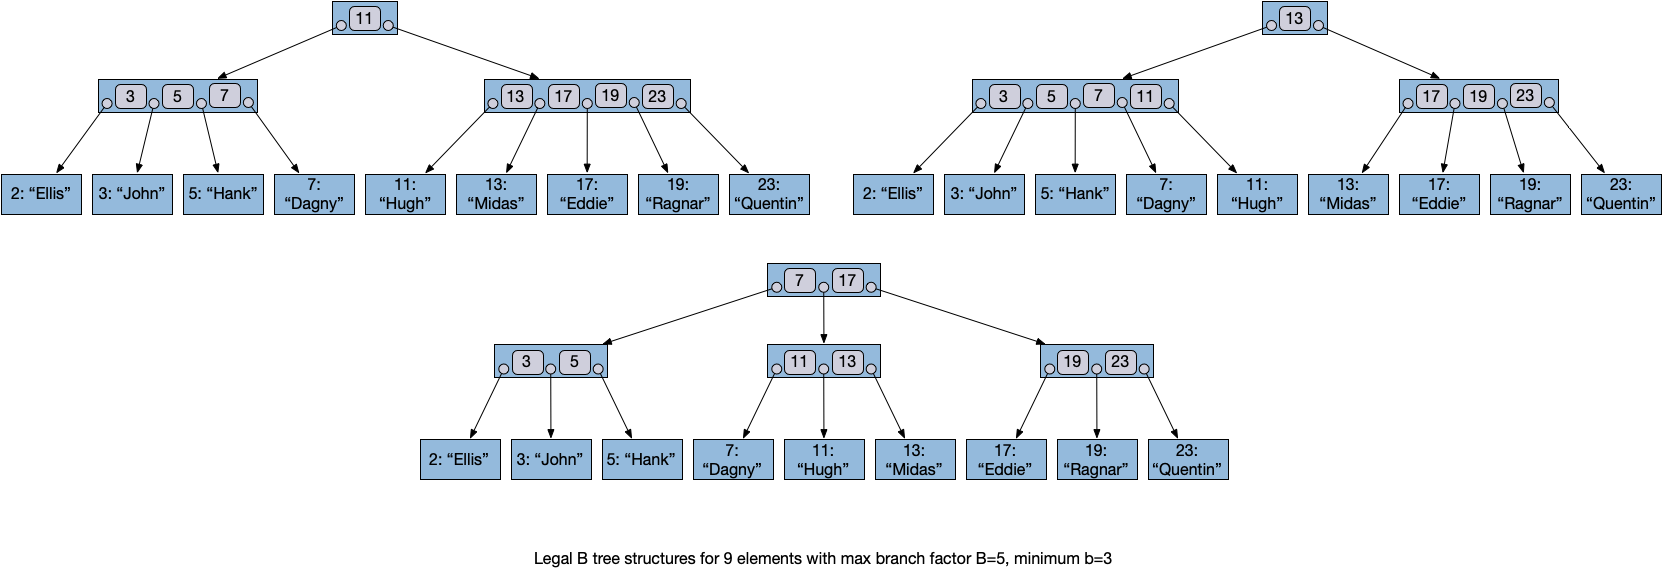 11
13
3 5 7
13 17 19 23
3 5 7 11
17 19 23
2: “Ellis”
3: “John”
5: “Hank”
7:
“Dagny”
11:
“Hugh”
13:
“Midas”
17:
“Eddie”
19:
“Ragnar”
23:
“Quentin”
2: “Ellis”
3: “John”
5: “Hank”
7:
“Dagny”
11:
“Hugh”
13:
“Midas”
17:
“Eddie”
19:
“Ragnar”
23:
“Quentin”
7 17
3 5
11 13
19 23
2: “Ellis”
3: “John”
5: “Hank”
7:
“Dagny”
11:
“Hugh”
13:
“Midas”
17:
“Eddie”
19:
“Ragnar”
23:
“Quentin”
Legal B tree structures for 9 elements with max branch factor B=5, minimum b=3